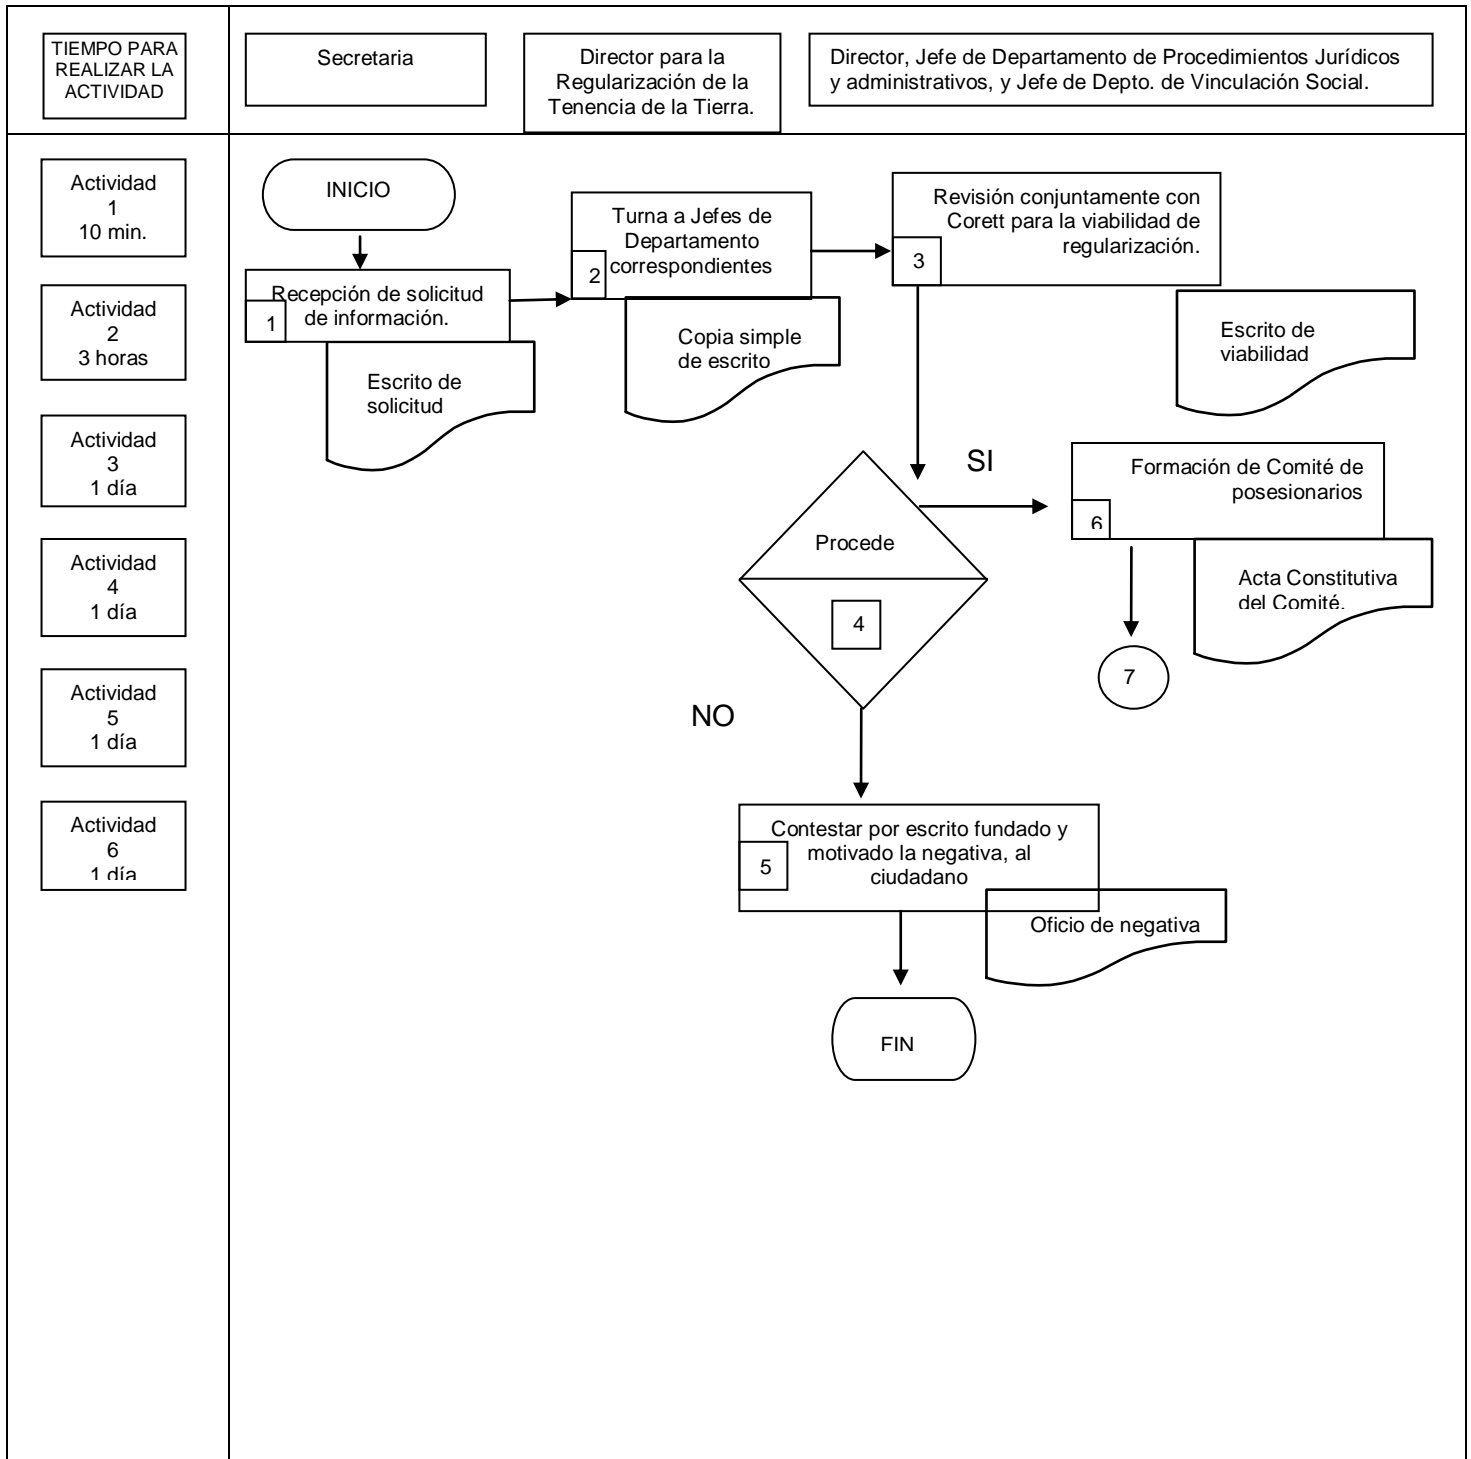 TIEMPO PARA
REALIZAR LA
ACTIVIDAD
Secretaria
Director para la
Regularización de la
Tenencia de la Tierra.
Director, Jefe de Departamento de Procedimientos Jurídicos
y administrativos, y Jefe de Depto. de Vinculación Social.
Actividad
1
10 min.
Actividad
2
3 horas
Actividad
3
1 día
Actividad
4
1 día
Actividad
5
1 día
Actividad
6
1 día
INICIO
Recepción de solicitud
de información.
1
Escrito de
solicitud
Turna a Jefes de
Departamento
correspondientes
2
Copia simple
de escrito
Revisión conjuntamente con
Corett para la viabilidad de
regularización.
3
Escrito de
viabilidad
SI
Procede
4
Formación de Comité de
posesionarios
6
Acta Constitutiva
del Comité.
7
NO
Contestar por escrito fundado y
motivado la negativa, al
ciudadano
5
Oficio de negativa
FIN